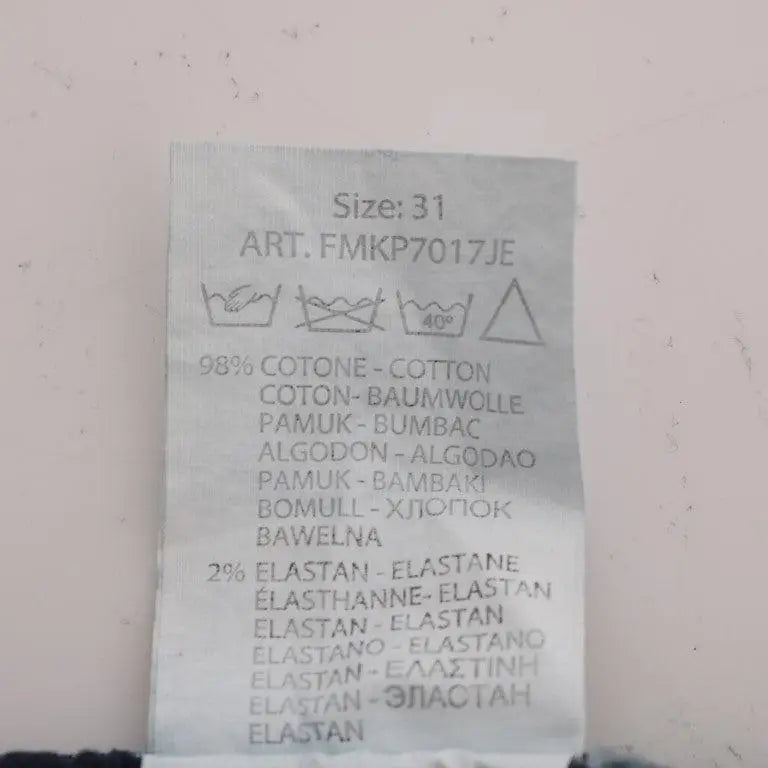 Size: 31
ART. FMKP7017JE
40°
98% COTONE - COTTON
COTON- BAUMWOLLE
PAMUK - BUMBAC
ALGODON - ALGODAO
PAMUK - BAMBAKI
BOMULL - ХЛОПОК
BAWELNA
2% ELASTAN - ELASTANE
ÉLASTHANNE- ELASTAN
ELASTAN - ELASTAN
ELASTANO - ELASTANO
ELASTAN - ΕΛΑΣΤΙΝΗ
ELASTAN - ЭЛАСТАН
ELASTAN